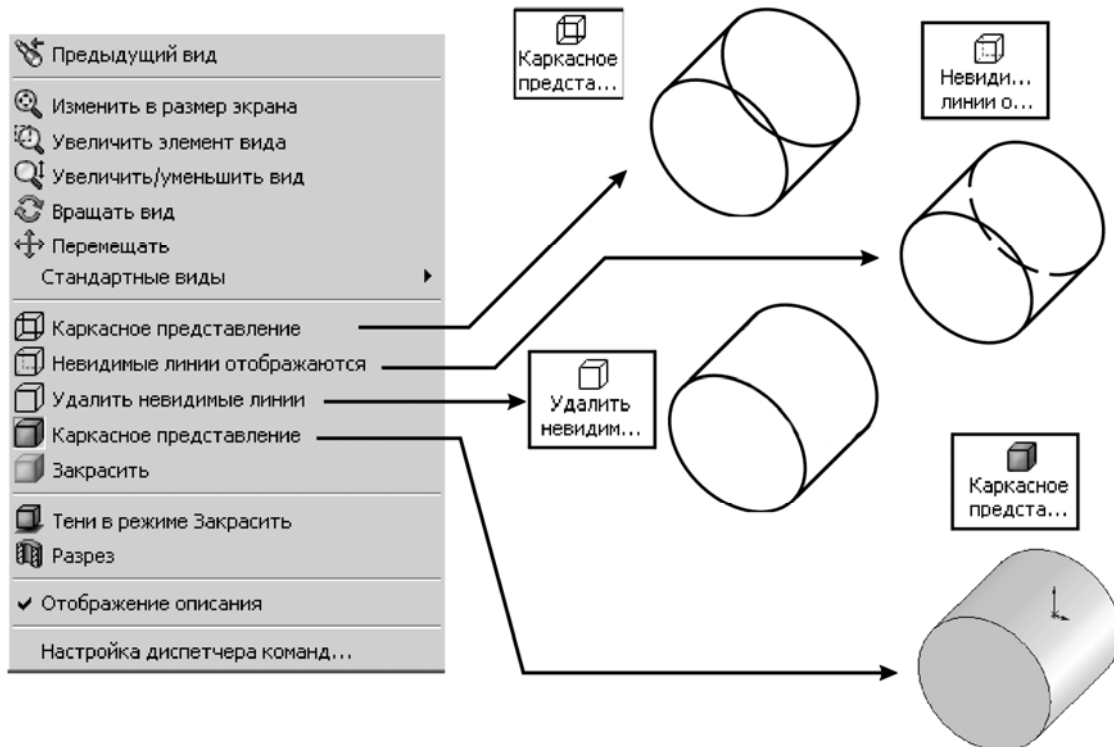 Предыдущий вид
Изменить в размер экрана
Увеличить элемент вида
Увеличить/уменьшить вид
Вращать вид
Перемещать
Стандартные виды
Каркасное представление
Невидимые линии отображаются
Удалить невидимые линии
Каркасное представление
Закрасить
Тени в режиме Закрасить
Разрез
Отображение описания
Настройка диспетчера команд...
Каркасное
предста...
Невиди...
линии о...
Удалить
невидим...
Каркасное
предста...